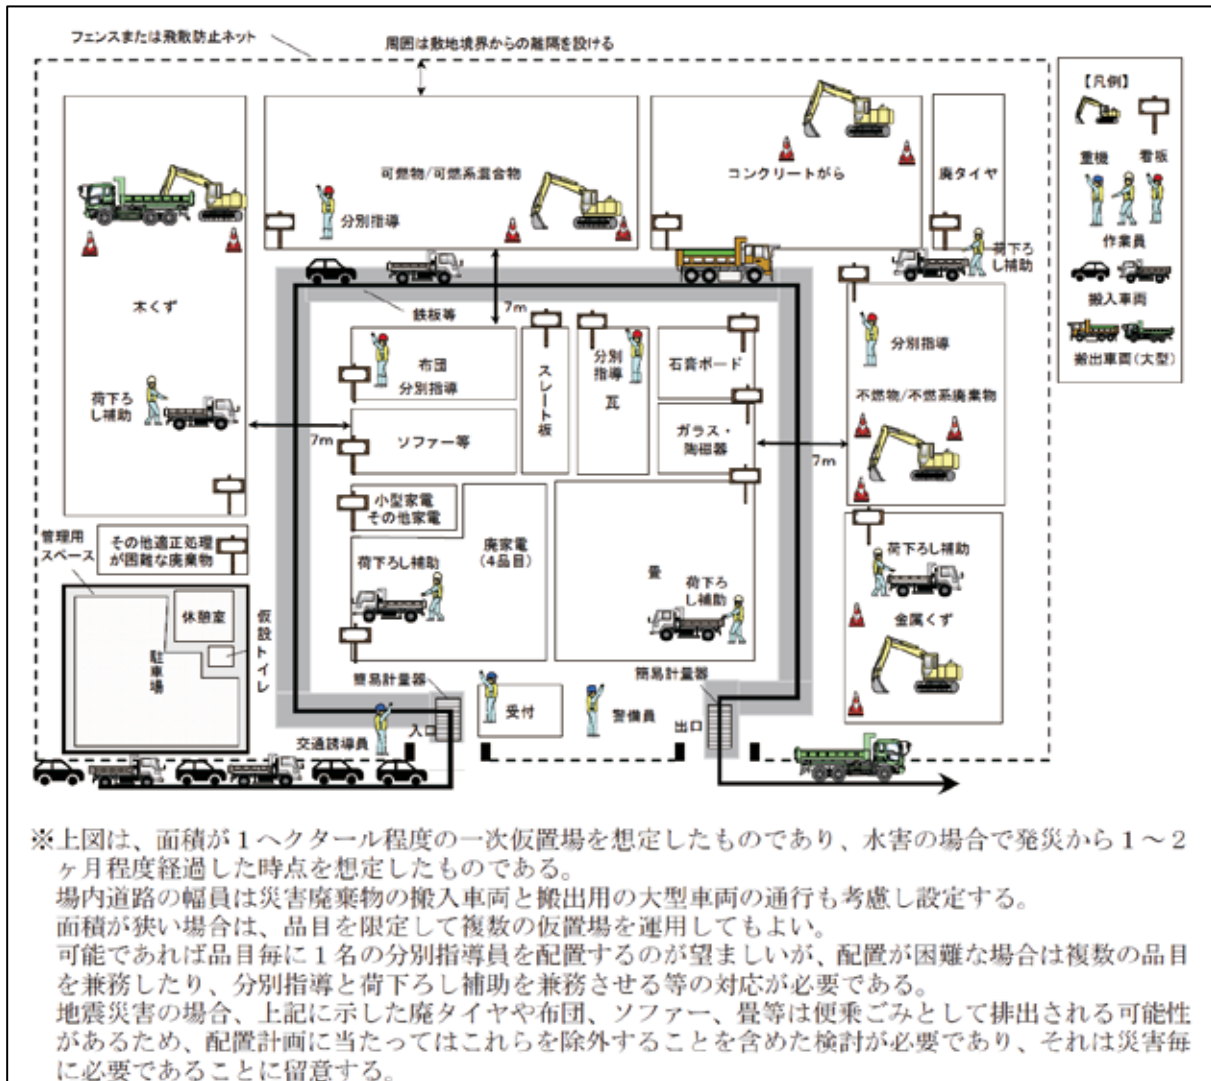 フェンスまたは飛散防止ネット
周囲は敷地境界からの離隔を設ける
【凡例】
重機
看板
作業員
搬入車両
搬出車両(大型)
可燃物/可燃系混合物
分別指導
コンクリートがら
廃タイヤ
荷下ろ
し補助
木くず
荷下ろ
し補助
鉄板等
7m
布団
分別指導
スレート板
分別
指導
瓦
石膏ボード
分別指導
不燃物/不燃系廃棄物
7m
ソファー等
ガラス・
陶磁器
7m
小型家電
その他家電
廃家電
(4品目)
荷下ろし補助
畳
荷下ろ
し補助
荷下ろし補助
金属くず
管理用
スペース
その他適正処理
が困難な廃棄物
休憩室
駐車場
仮設トイレ
簡易計量器
入口
受付
警備員
簡易計量器
出口
交通誘導員
※上図は、面積が1ヘクタール程度の一次仮置場を想定したものであり、水害の場合で発災から1～2
ヶ月程度経過した時点を想定したものである。
場内道路の幅員は災害廃棄物の搬入車両と搬出用の大型車両の通行も考慮し設定する。
面積が狭い場合は、品目を限定して複数の仮置場を運用してもよい。
可能であれば品目毎に1名の分別指導員を配置するのが望ましいが、配置が困難な場合は複数の品目
を兼務したり、分別指導と荷下ろし補助を兼務させる等の対応が必要である。
地震災害の場合、上記に示した廃タイヤや布団、ソファー、畳等は便乗ごみとして排出される可能性
があるため、配置計画に当たってはこれらを除外することを含めた検討が必要であり、それは災害毎
に必要であることに留意する。